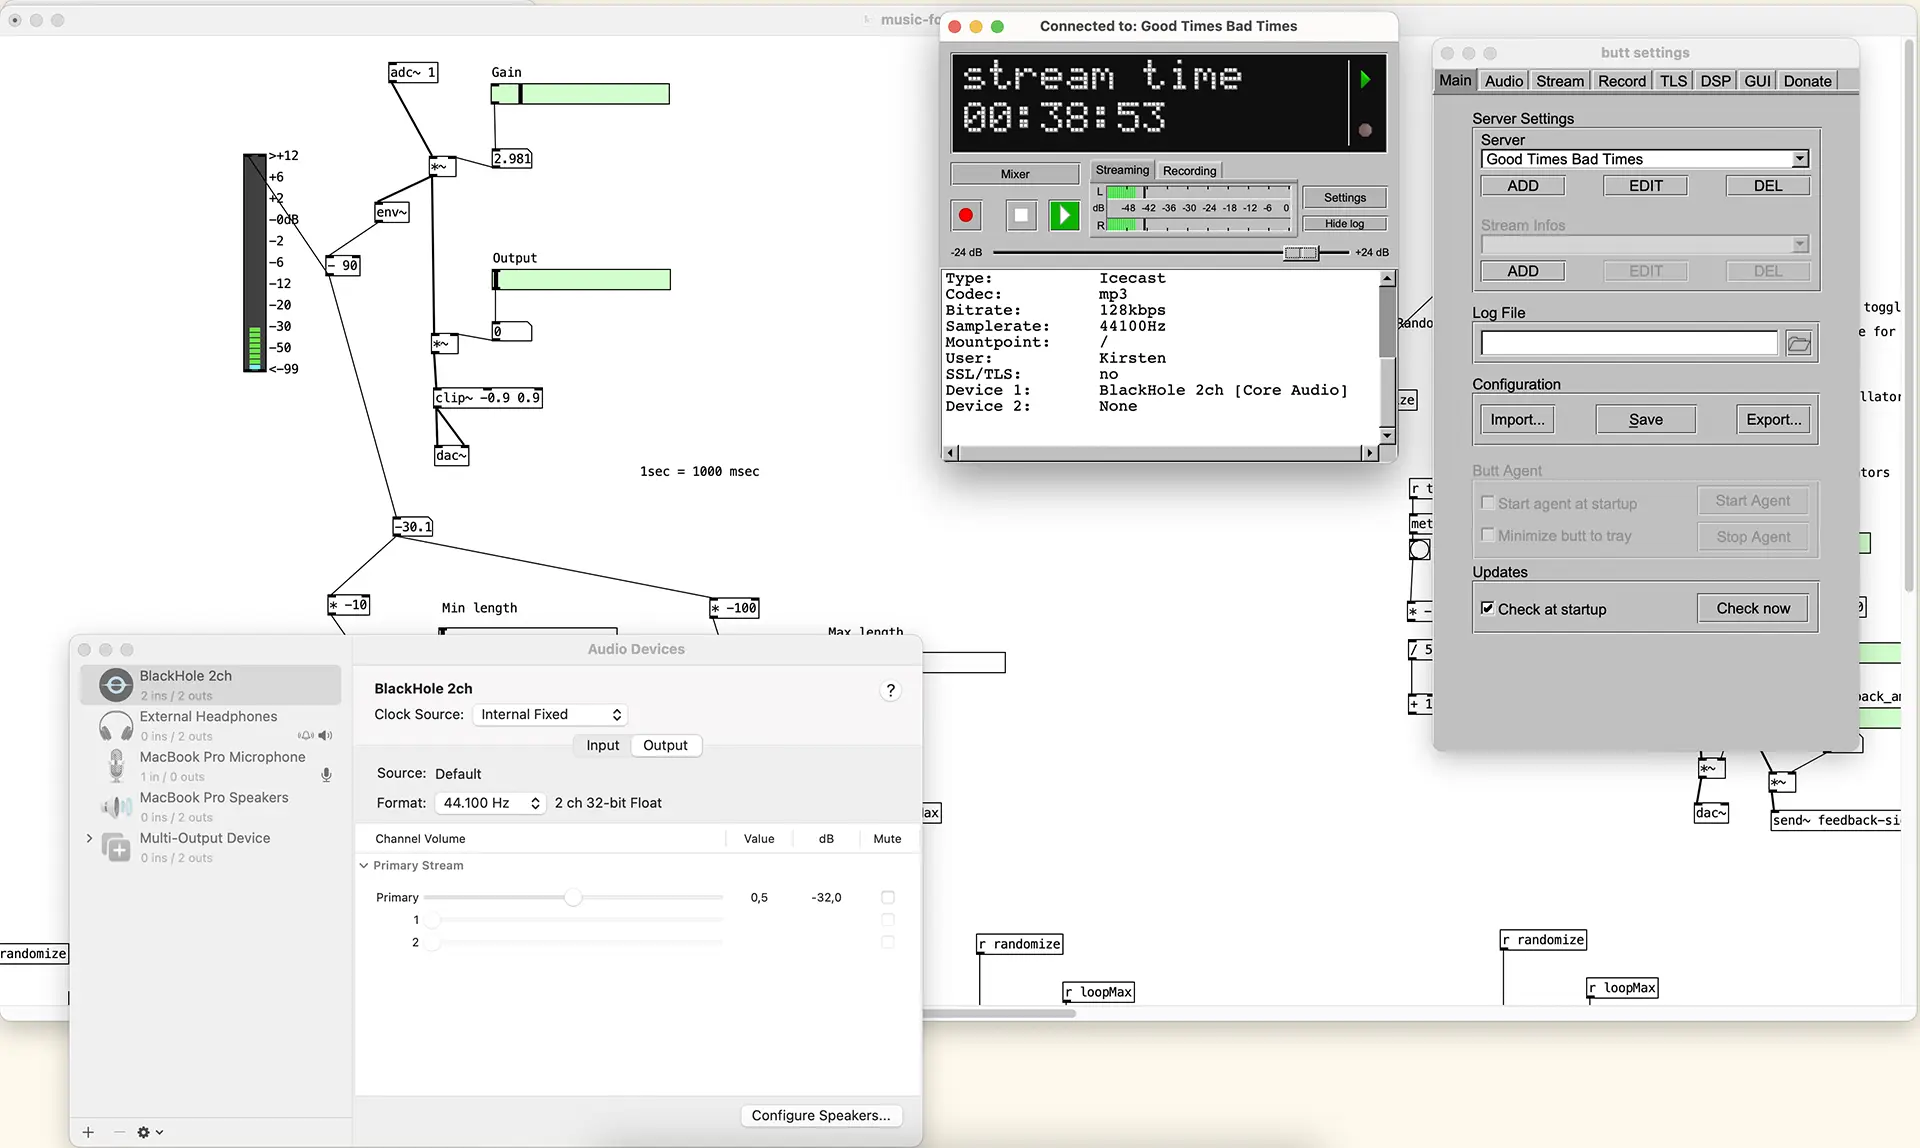 music-fo
adc~ 1
Gain
*~
2.981
>+12
+6
+2
-0dB
-2
-6
-12
-20
-30
-50
<-99
env~
- 90
Output
0
*~
clip~ -0.9 0.9
dac~
1sec = 1000 msec
-30.1
* -10
Min length
* -100
Max length
Connected to: Good Times Bad Times
stream time
00:38:53
Mixer
Streaming
Recording
L
dB -48 -42 -36 -30 -24 -18 -12 -6 0
R
Settings
Hide log
-24 dB
+24 dB
Type: Icecast
Codec: mp3
Bitrate: 128kbps
Samplerate: 44100Hz
Mountpoint: /
User: Kirsten
SSL/TLS: no
Device 1: BlackHole 2ch [Core Audio]
Device 2: None
butt settings
Main Audio Stream Record TLS DSP GUI Donate
Server Settings
Server
Good Times Bad Times
ADD EDIT DEL
Stream Infos
ADD EDIT DEL
Log File
Configuration
Import... Save Export...
Butt Agent
Start agent at startup
Start Agent
Minimize butt to tray
Stop Agent
Updates
Check at startup
Check now
Rando
ze
r t
met
* -
/ 5
+ 1
toggl
e for
llator
tors
0
back_am
*~
*~
dac~
send~ feedback-si
Audio Devices
BlackHole 2ch
2 ins / 2 outs
External Headphones
0 ins / 2 outs
MacBook Pro Microphone
1 in / 0 outs
MacBook Pro Speakers
0 ins / 2 outs
Multi-Output Device
0 ins / 2 outs
BlackHole 2ch
?
Clock Source: Internal Fixed
Input Output
Source: Default
Format: 44.100 Hz 2 ch 32-bit Float
Channel Volume Value dB Mute
Primary Stream
Primary 0,5 -32,0
1
2
Configure Speakers...
ax
randomize
r randomize
r loopMax
r randomize
r loopMax